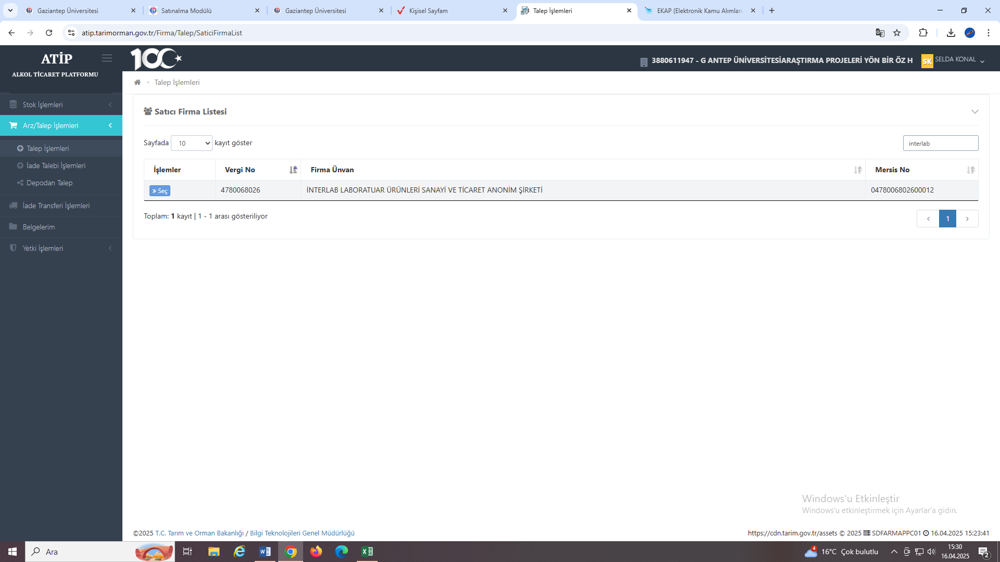 Gaziantep Üniversitesi
Satınalma Modülü
Gaziantep Üniversitesi
Kişisel Sayfam
Talep İşlemleri
EKAP (Elektronik Kamu Alımları
atip.tarimorman.gov.tr/Firma/Talep/SaticiFirmaList
ATİP
ALKOL TİCARET PLATFORMU
100
3880611947 - G ANTEP ÜNİVERSİTESİARAŞTIRMA PROJELERİ YÖN BİR ÖZ H
SK
SELDA KONAL
Talep İşlemleri
Stok İşlemleri
Arz/Talep İşlemleri
Talep İşlemleri
İade Talebi İşlemleri
Depodan Talep
İade Transferi İşlemleri
Belgelerim
Yetki İşlemleri
Satıcı Firma Listesi
Sayfada 10 kayıt göster
interlab
İşlemler Vergi No Firma Ünvan Mersis No
Seç 4780068026 İNTERLAB LABORATUAR ÜRÜNLERİ SANAYİ VE TİCARET ANONİM ŞİRKETİ 0478006802600012
Toplam: 1 kayıt | 1 - 1 arası gösteriliyor
1
Windows'u Etkinleştir
Windows'u etkinleştirmek için Ayarlar'a gidin.
©2025 T.C. Tarım ve Orman Bakanlığı / Bilgi Teknolojileri Genel Müdürlüğü
https://cdn.tarim.gov.tr/assets © 2025 SDFARMAPPC01 16.04.2025 15:23:41
Ara
4
16°C Çok bulutlu
15:30
16.04.2025
2